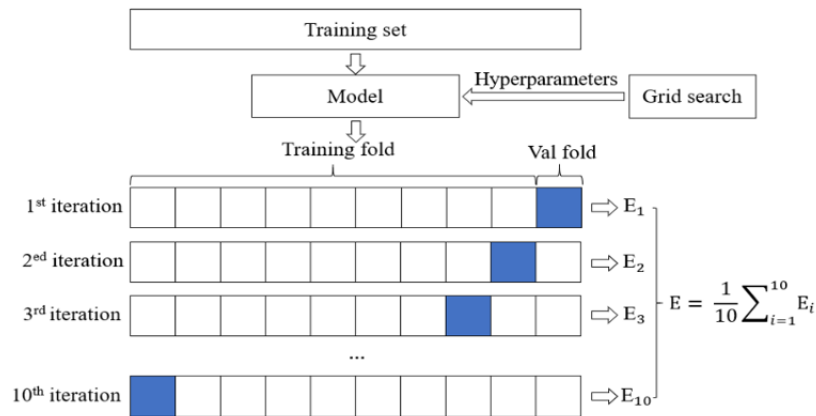 Training set
Hyperparameters
Model
Grid search
Training fold
Val fold
1st iteration
E1
2ed iteration
E2
3rd iteration
E3
E = 1/10 ∑ 10 i=1 Ei
...
10th iteration
E10